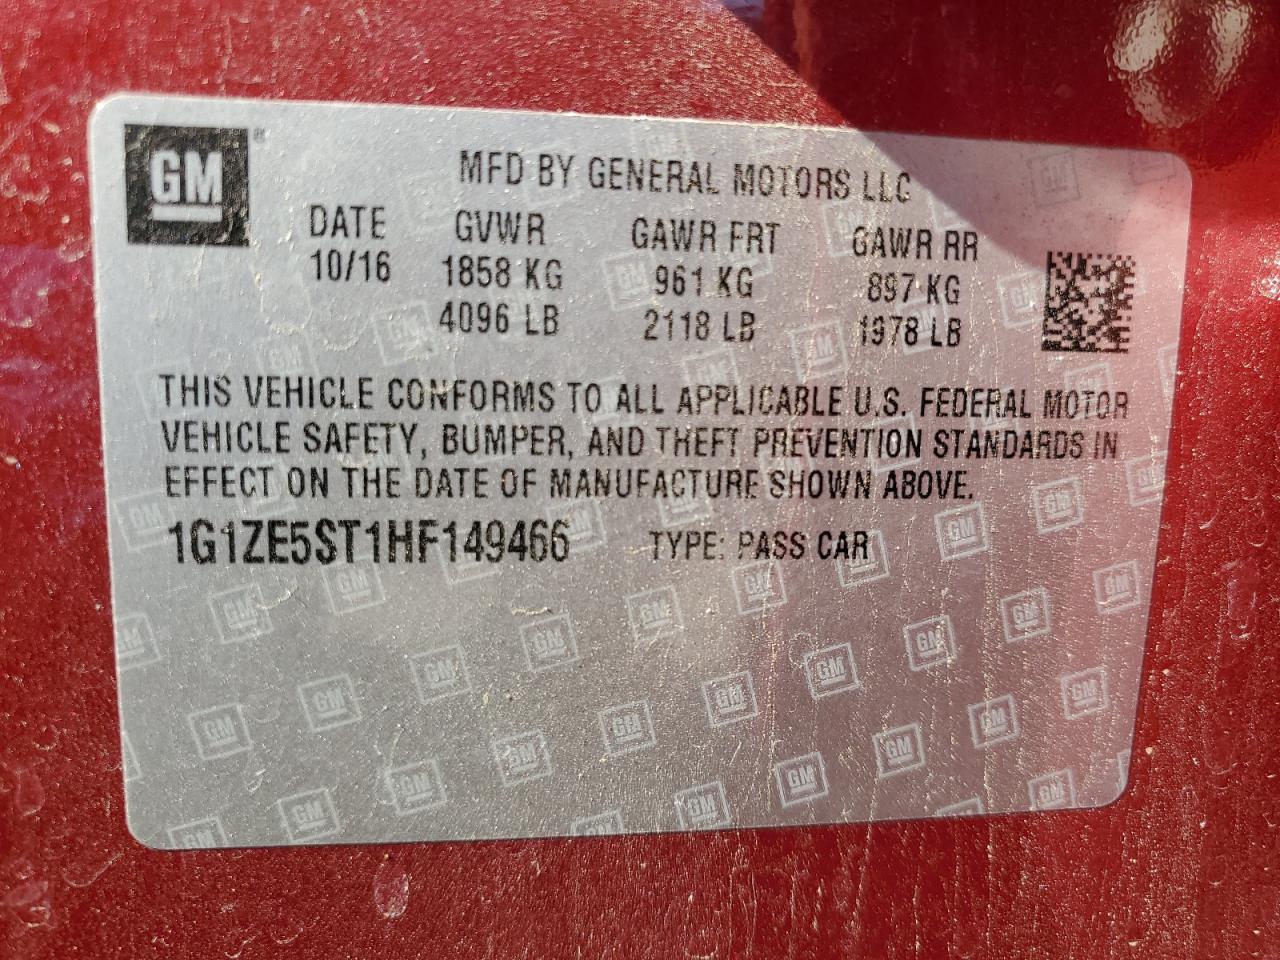 GM
MFD BY GENERAL MOTORS LLC
DATE GVWR GAWR FRT GAWR RR
10/16 1858 KG 961 KG 897 KG
4096 LB 2118 LB 1978 LB
THIS VEHICLE CONFORMS TO ALL APPLICABLE U.S. FEDERAL MOTOR
VEHICLE SAFETY, BUMPER, AND THEFT PREVENTION STANDARDS IN
EFFECT ON THE DATE OF MANUFACTURE SHOWN ABOVE.
1G1ZE5ST1HF149466 TYPE: PASS CAR